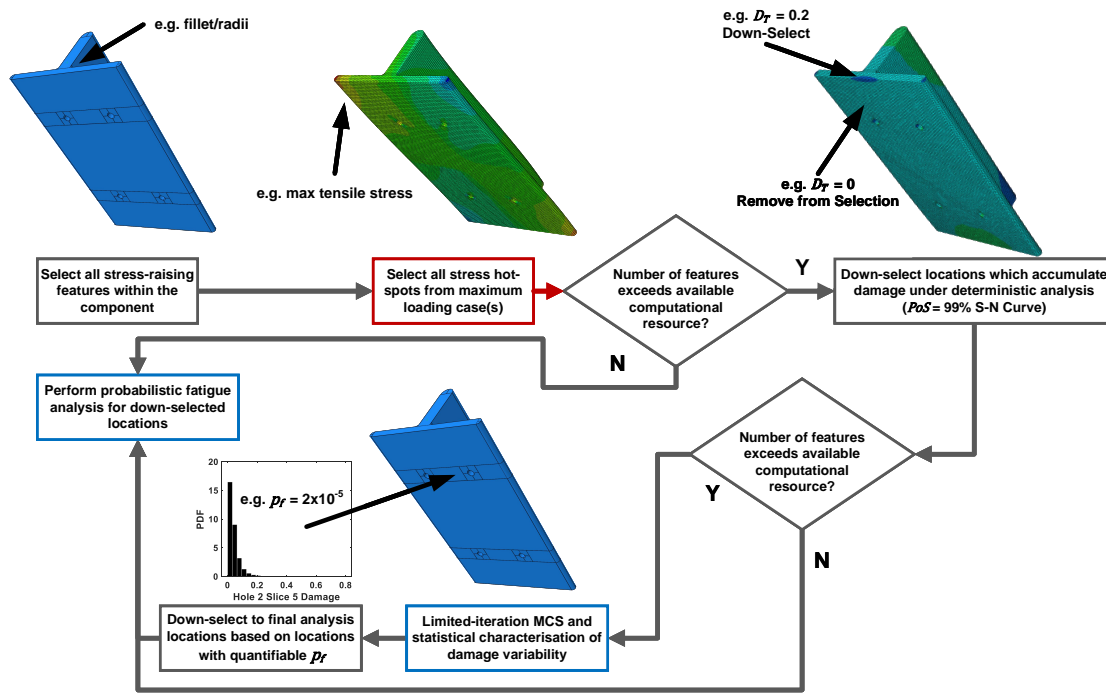 e.g. fillet/radii
e.g. max tensile stress
e.g. D_T = 0.2
Down-Select
e.g. D_T = 0
Remove from Selection
Select all stress-raising
features within the
component
Select all stress hot-
spots from maximum
loading case(s)
Number of features
exceeds available
computational
resource?
Y
N
Down-select locations which accumulate
damage under deterministic analysis
(PoS = 99% S-N Curve)
Perform probabilistic fatigue
analysis for down-selected
locations
Number of features
exceeds available
computational
resource?
Y
N
20
15
10
5
0
PDF
e.g. p_f = 2x10⁻⁵
0 0.2 0.4 0.6 0.8
Hole 2 Slice 5 Damage
Down-select to final analysis
locations based on locations
with quantifiable p_f
Limited-iteration MCS and
statistical characterisation of
damage variability